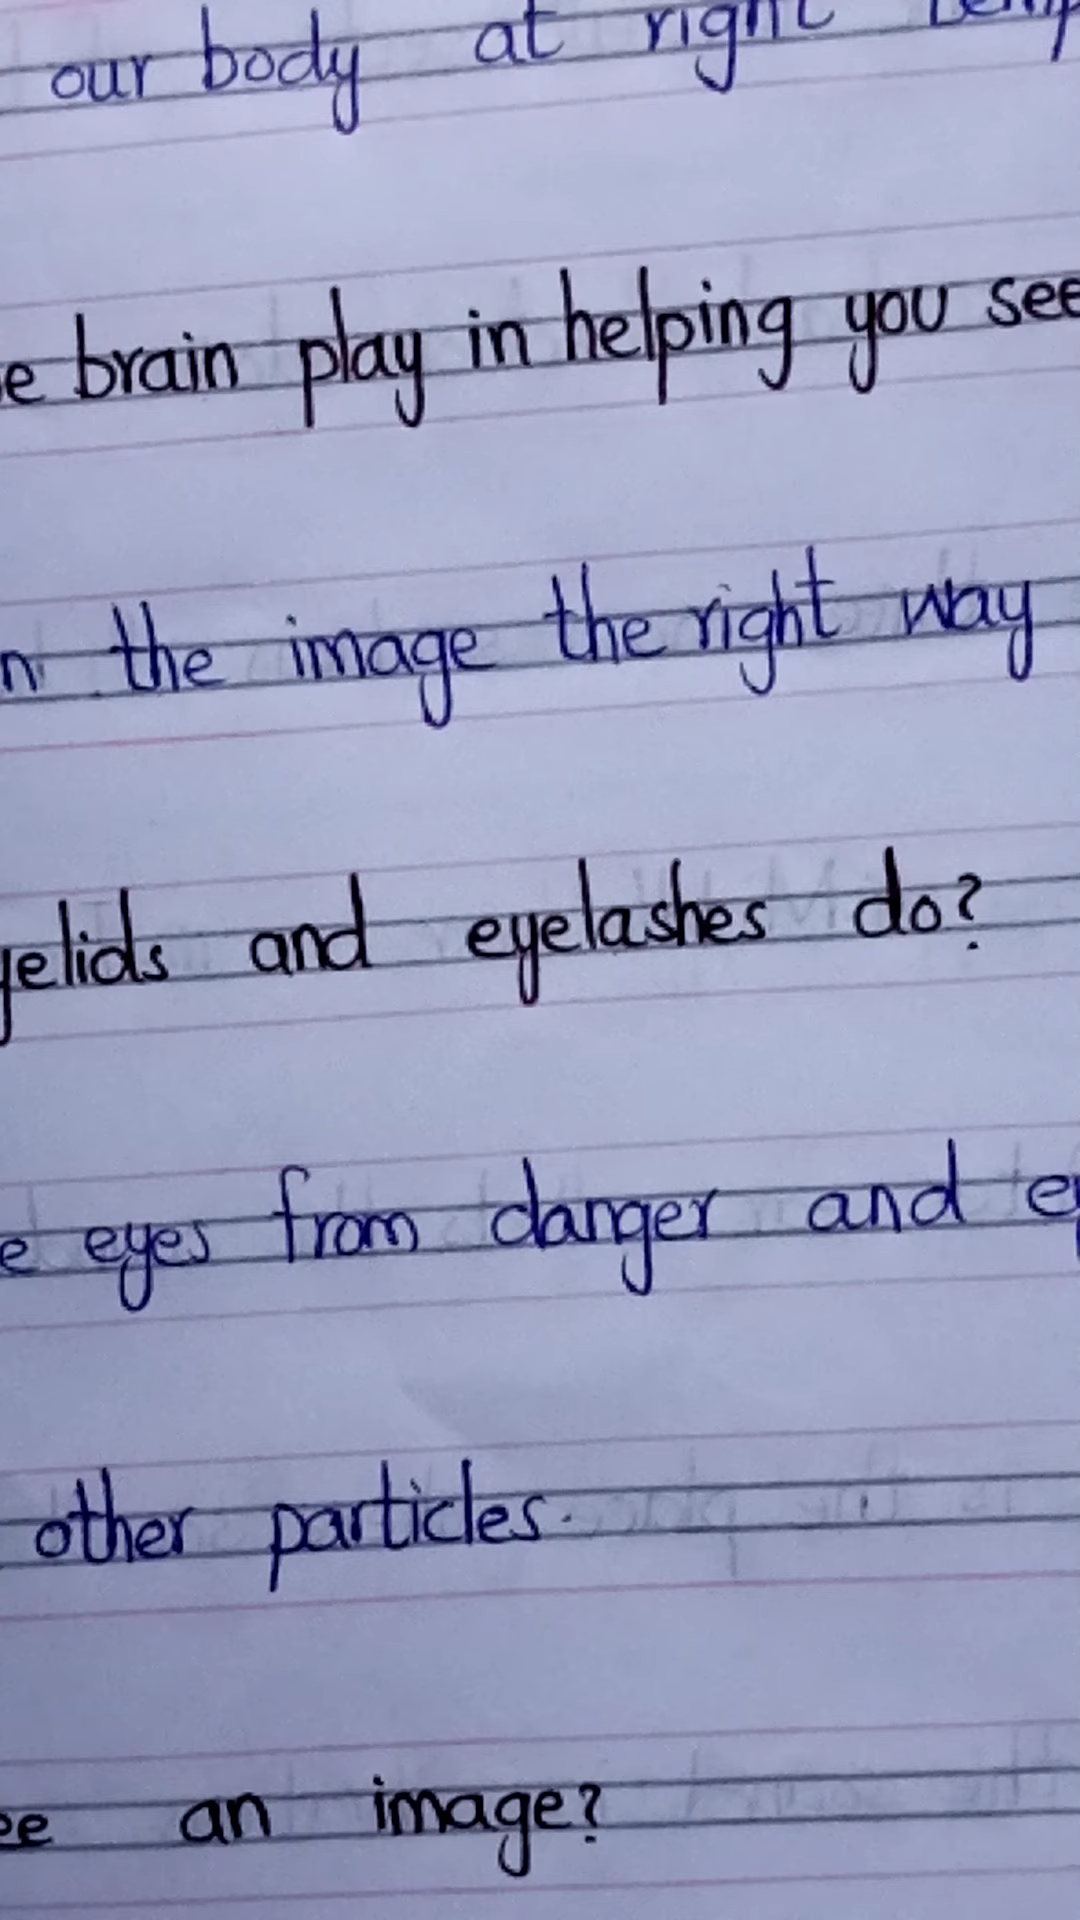 our body at right
brain play in helping you see
the image the right way
and eyelashes do?
eyes from danger and
other particles.
an image?